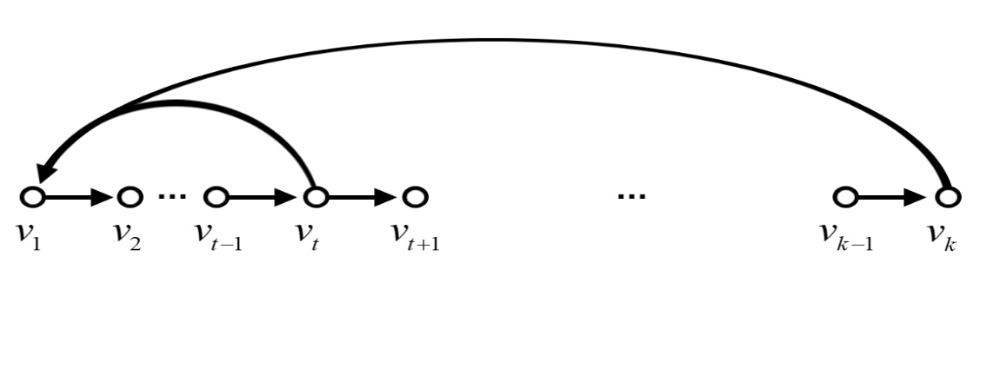 ... ...
v₁ v₂ vₜ₋₁ vₜ vₜ₊₁ vₖ₋₁ vₖ